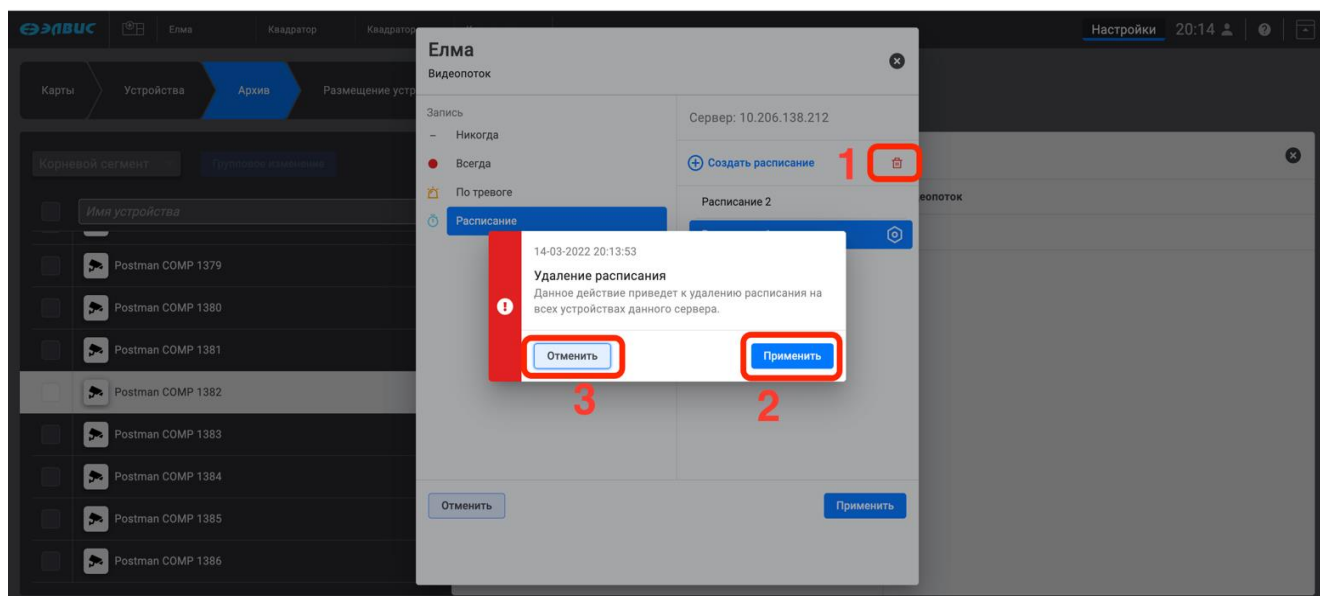 ЭЛВИС Елма Квадратор Квадратор Настройки 20:14
Карты Устройства Архив Размещение устр
Корневой сегмент Групповое изменение
Имя устройства
Postman COMP 1379
Postman COMP 1380
Postman COMP 1381
Postman COMP 1382
Postman COMP 1383
Postman COMP 1384
Postman COMP 1385
Postman COMP 1386
Елма
Видеопоток
Запись
Никогда
Всегда
По тревоге
Расписание
Сервер: 10.206.138.212
Создать расписание 1
Расписание 2
14-03-2022 20:13:53
Удаление расписания
Данное действие приведет к удалению расписания на
всех устройствах данного сервера.
Отменить Применить
3 2
Отменить Применить
еопоток